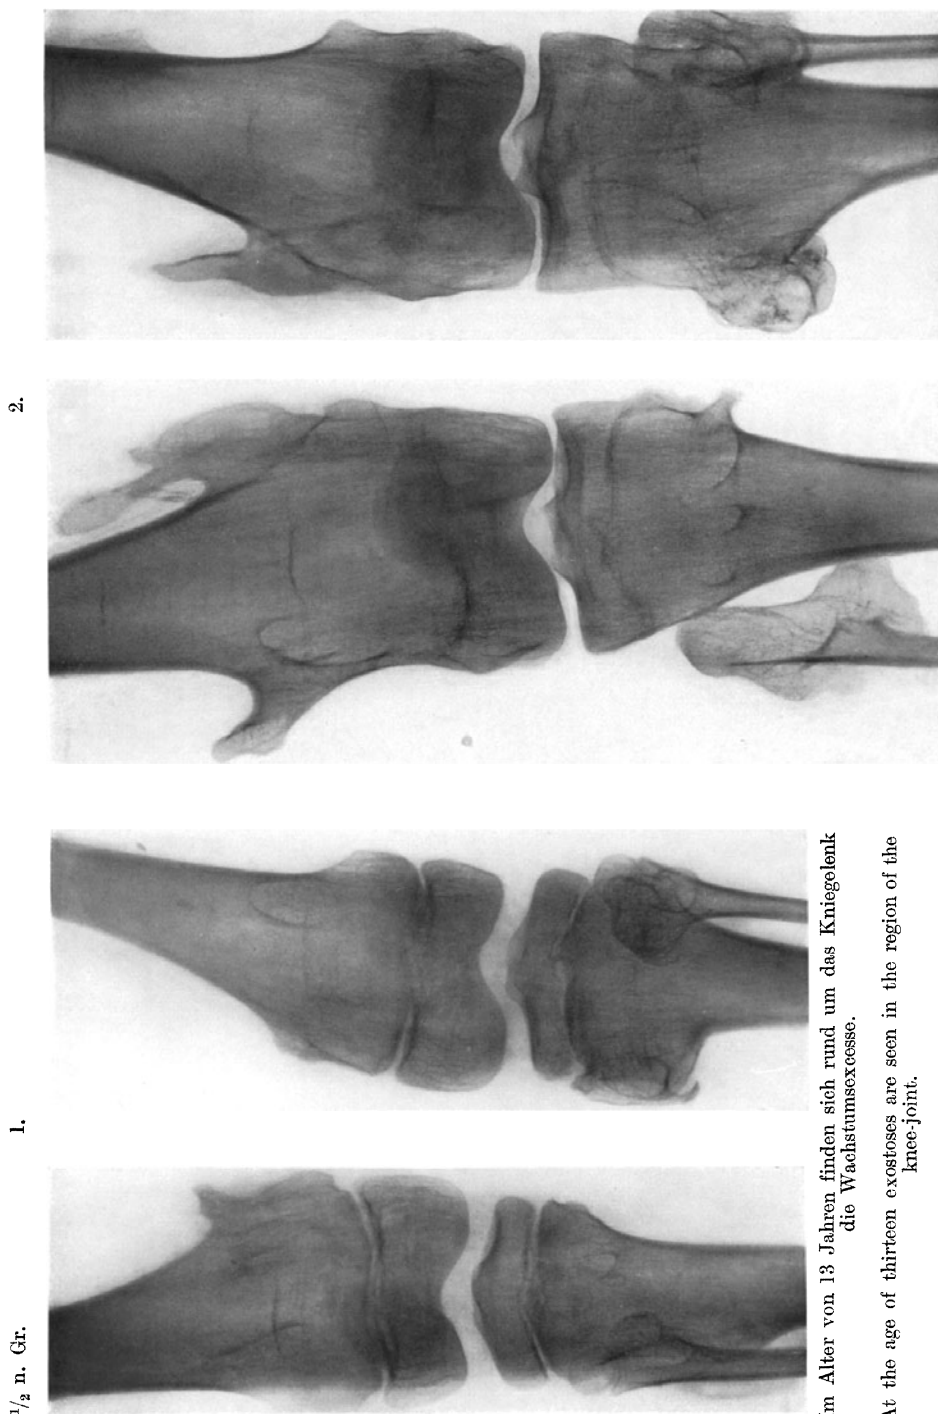 1/2 n. Gr.
1.
2.
Alter von 13 Jahren finden sich rund um das Kniegelenk
die Wachstumsexcesse.
the age of thirteen exostoses are seen in the region of the
knee-joint.